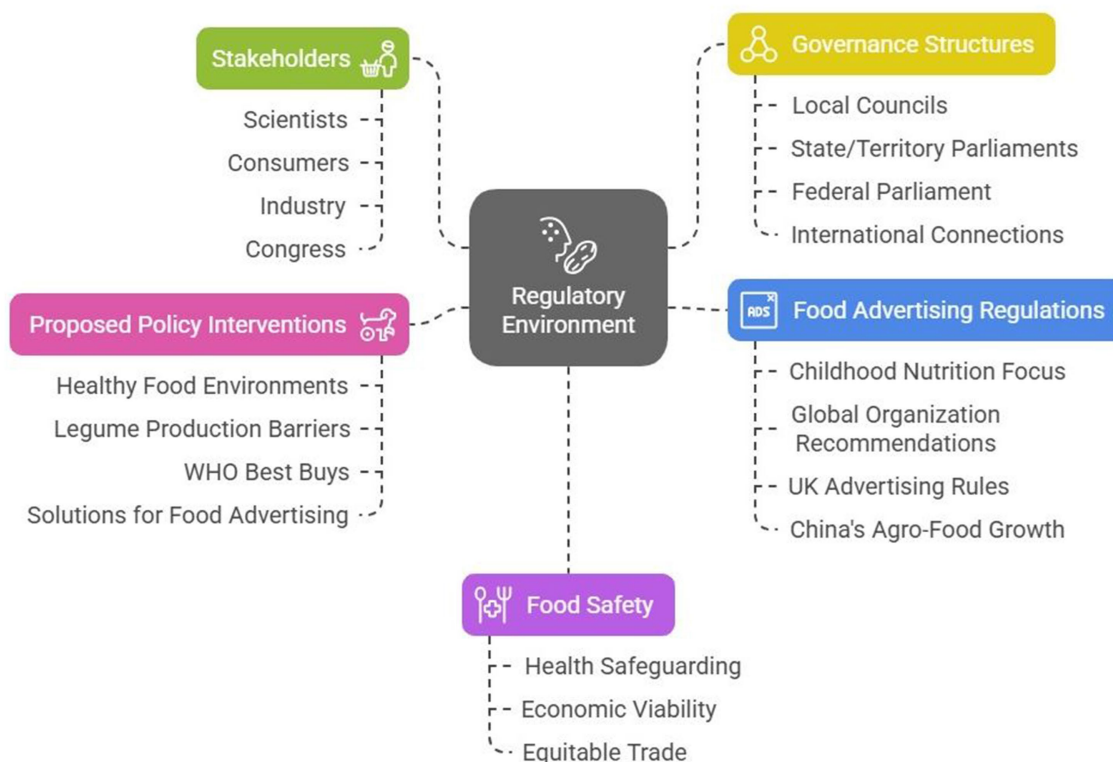 Stakeholders
Scientists
Consumers
Industry
Congress
Governance Structures
Local Councils
State/Territory Parliaments
Federal Parliament
International Connections
Regulatory
Environment
Proposed Policy Interventions
Healthy Food Environments
Legume Production Barriers
WHO Best Buys
Solutions for Food Advertising
ADS
Food Advertising Regulations
Childhood Nutrition Focus
Global Organization
Recommendations
UK Advertising Rules
China's Agro-Food Growth
Food Safety
Health Safeguarding
Economic Viability
Equitable Trade